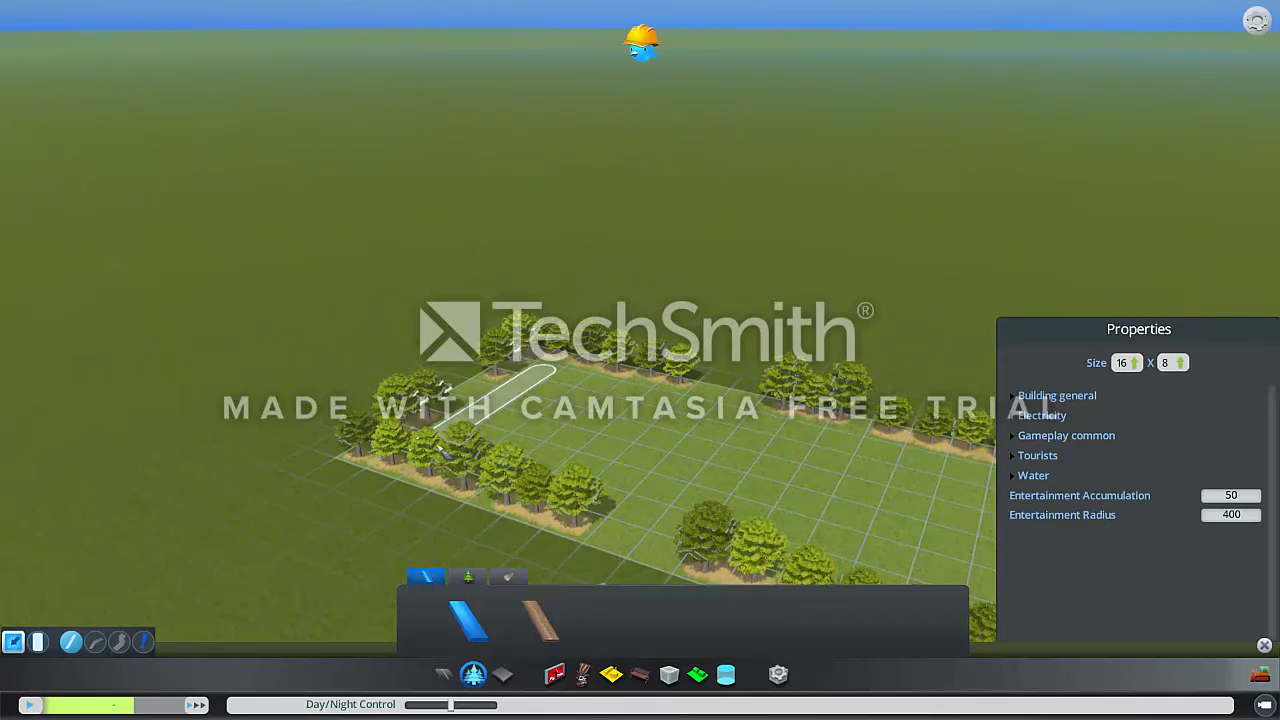 TechSmith®
MADE WITH CAMTASIA FREE TRIAL
Properties
Size 16 X 8
Building general
Electricity
Gameplay common
Tourists
Water
Entertainment Accumulation 50
Entertainment Radius 400
Day/Night Control